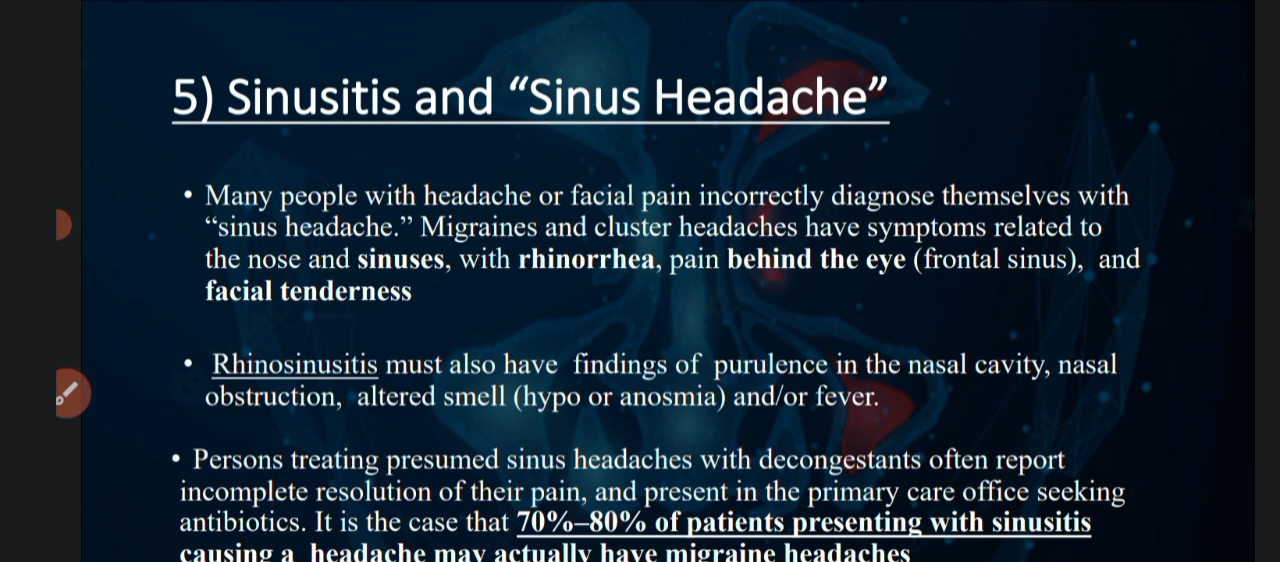 5) Sinusitis and “Sinus Headache”
• Many people with headache or facial pain incorrectly diagnose themselves with
“sinus headache.” Migraines and cluster headaches have symptoms related to
the nose and sinuses, with rhinorrhea, pain behind the eye (frontal sinus),  and
facial tenderness
• Rhinosinusitis must also have  findings of  purulence in the nasal cavity, nasal
obstruction,  altered smell (hypo or anosmia) and/or fever.
• Persons treating presumed sinus headaches with decongestants often report
incomplete resolution of their pain, and present in the primary care office seeking
antibiotics. It is the case that 70%–80% of patients presenting with sinusitis
causing a  headache may actually have migraine headaches